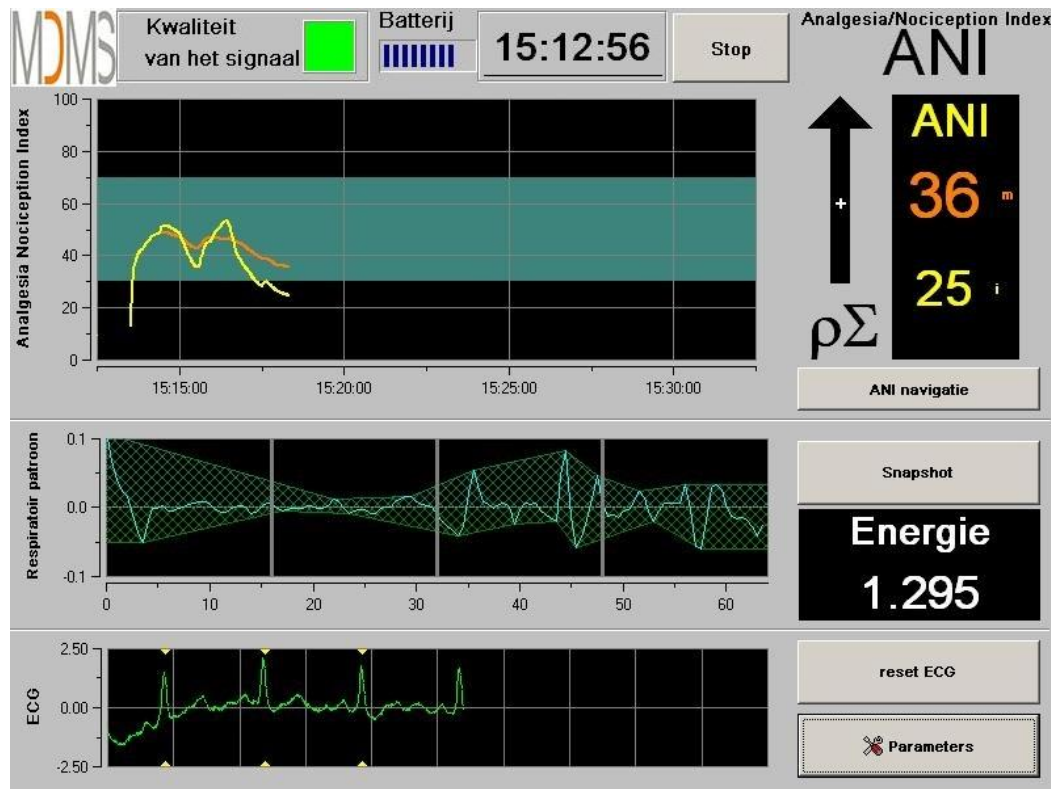 MDMS
Kwaliteit
van het signaal
Batterij
15:12:56
Stop
Analgesia/Nociception Index
ANI
Analgesia Nociception Index
100
80
60
40
20
0
15:15:00
15:20:00
15:25:00
15:30:00
+
ρΣ
ANI
36 m
25 i
ANI navigatie
Respiratoir patroon
0.1
0.0
-0.1
0
10
20
30
40
50
60
Snapshot
Energie
1.295
ECG
2.50
0.00
-2.50
reset ECG
Parameters